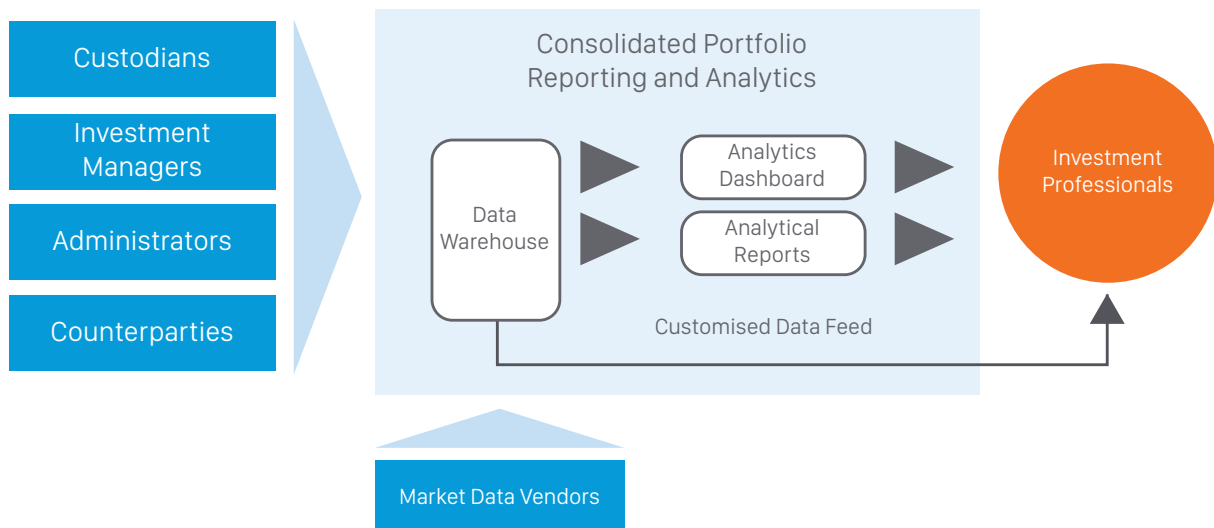 Custodians
Investment
Managers
Administrators
Counterparties
Consolidated Portfolio
Reporting and Analytics
Data
Warehouse
Analytics
Dashboard
Analytical
Reports
Customised Data Feed
Investment
Professionals
Market Data Vendors